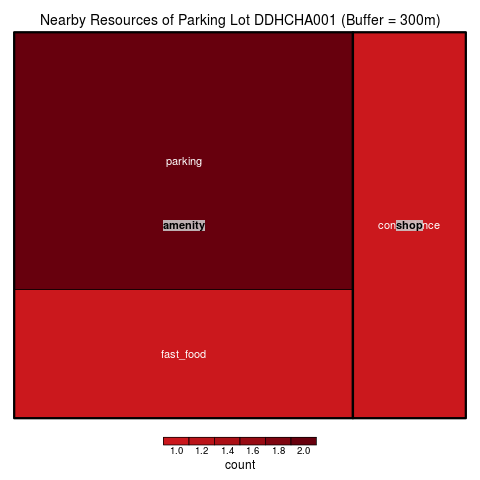 Nearby Resources of Parking Lot DDHCHA001 (Buffer = 300m)
parking
amenity
shop
fast_food
1.0 1.2 1.4 1.6 1.8 2.0
count